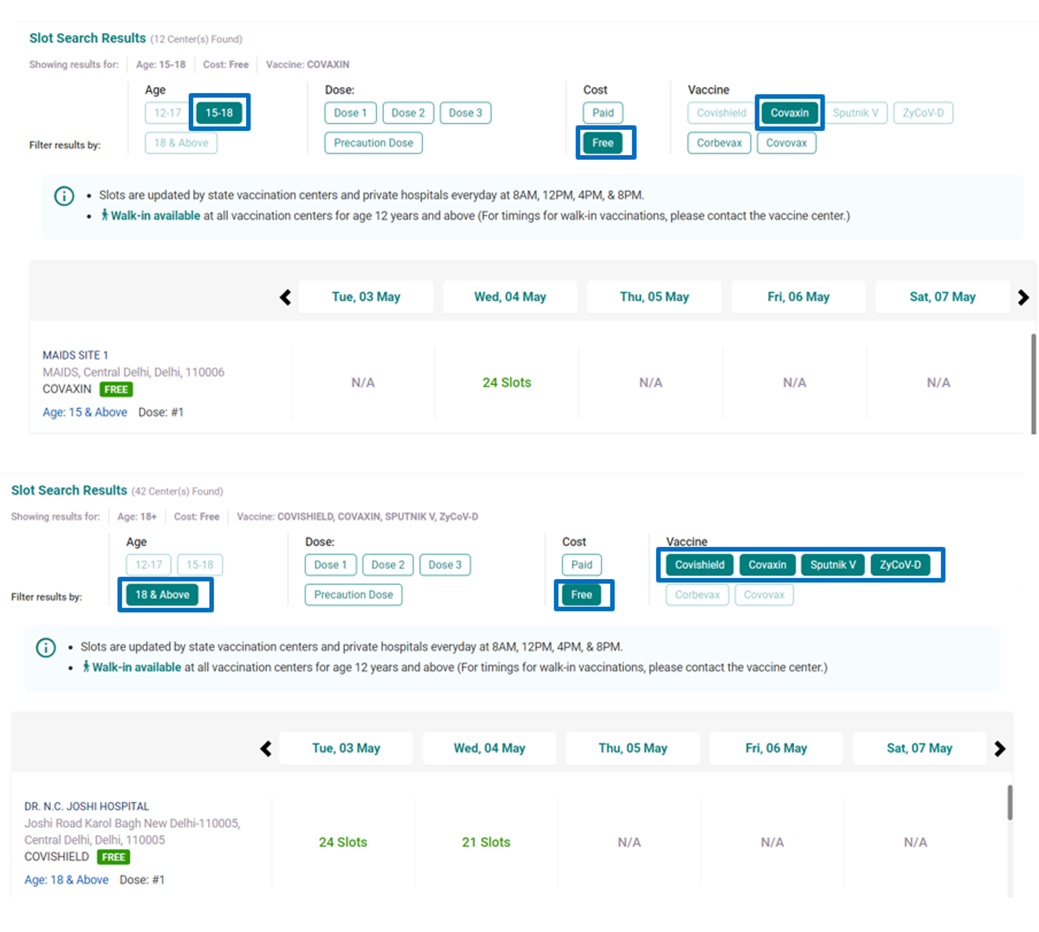 Slot Search Results (12 Center(s) Found)
Showing results for: Age: 15-18 Cost: Free Vaccine: COVAXIN
Age Dose: Cost Vaccine
12-17 15-18 Dose 1 Dose 2 Dose 3 Paid Covishield Covaxin Sputnik V ZyCoV-D
Filter results by: 18 & Above Precaution Dose Free Corbevax Covovax
• Slots are updated by state vaccination centers and private hospitals everyday at 8AM, 12PM, 4PM, & 8PM.
• Walk-in available at all vaccination centers for age 12 years and above (For timings for walk-in vaccinations, please contact the vaccine center.)
Tue, 03 May Wed, 04 May Thu, 05 May Fri, 06 May Sat, 07 May
MAIDS SITE 1
MAIDS, Central Delhi, Delhi, 110006
N/A 24 Slots N/A N/A N/A
COVAXIN FREE
Age: 15 & Above Dose: #1
Slot Search Results (42 Center(s) Found)
Showing results for: Age: 18+ Cost: Free Vaccine: COVISHIELD, COVAXIN, SPUTNIK V, ZyCoV-D
Age Dose: Cost Vaccine
12-17 15-18 Dose 1 Dose 2 Dose 3 Paid Covishield Covaxin Sputnik V ZyCoV-D
Filter results by: 18 & Above Precaution Dose Free Corbevax Covovax
• Slots are updated by state vaccination centers and private hospitals everyday at 8AM, 12PM, 4PM, & 8PM.
• Walk-in available at all vaccination centers for age 12 years and above (For timings for walk-in vaccinations, please contact the vaccine center.)
Tue, 03 May Wed, 04 May Thu, 05 May Fri, 06 May Sat, 07 May
DR. N.C. JOSHI HOSPITAL
Joshi Road Karol Bagh New Delhi-110005,
Central Delhi, Delhi, 110005
24 Slots 21 Slots N/A N/A N/A
COVISHIELD FREE
Age: 18 & Above Dose: #1